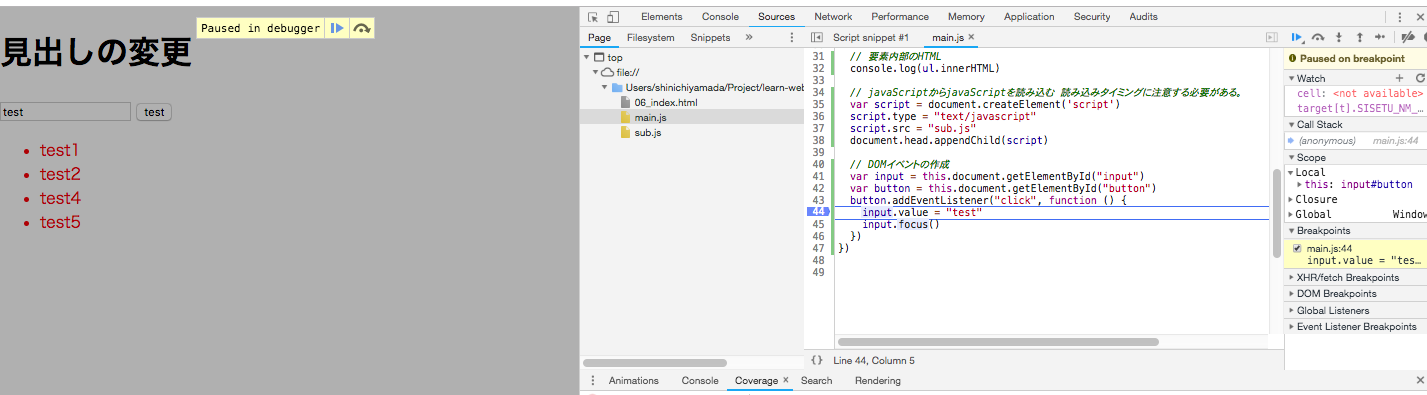 Paused in debugger
見出しの変更
test
test
test1
test2
test4
test5
Elements Console Sources Network Performance Memory Application Security Audits
Page Filesystem Snippets »
Script snippet #1 main.js ×
top
file://
Users/shinichiyamada/Project/learn-web
06_index.html
main.js
sub.js
31 // 要素内部のHTML
32 console.log(ul.innerHTML)
33
34 // javaScriptからjavaScriptを読み込む 読み込みタイミングに注意する必要がある。
35 var script = document.createElement('script')
36 script.type = "text/javascript"
37 script.src = "sub.js"
38 document.head.appendChild(script)
39
40 // DOMイベントの作成
41 var input = this.document.getElementById("input")
42 var button = this.document.getElementById("button")
43 button.addEventListener("click", function () {
44 input.value = "test"
45 input.focus()
46 })
47 })
48
49
{} Line 44, Column 5
Paused on breakpoint
Watch
cell: <not available>
target[t].SISETU_NM_…
Call Stack
(anonymous) main.js:44
Scope
Local
this: input#button
Closure
Global Window
Breakpoints
main.js:44
input.value = "tes…
XHR/fetch Breakpoints
DOM Breakpoints
Global Listeners
Event Listener Breakpoints
Animations Console Coverage × Search Rendering